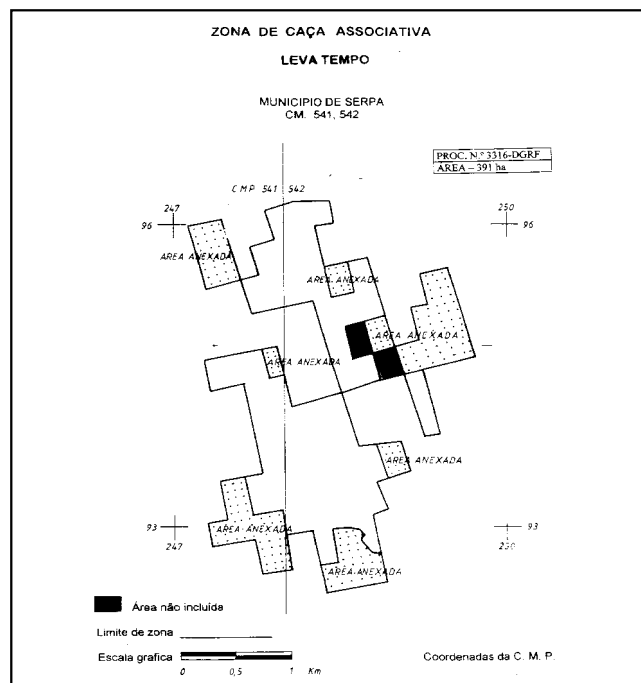 ZONA DE CAÇA ASSOCIATIVA
LEVA TEMPO
MUNICIPIO DE SERPA
CM. 541, 542
PROC. N.º 3316-DGRF
AREA – 391 ha
CMP 541 542
247
96
250
96
AREA ANEXADA
AREA ANEXADA
AREA ANEXADA
AREA ANEXADA
AREA ANEXADA
93
247
AREA ANEXADA
93
250
AREA ANEXADA
Área não incluída
Limite de zona
Escala grafica
0 0,5 1 Km
Coordenadas da C. M. P.